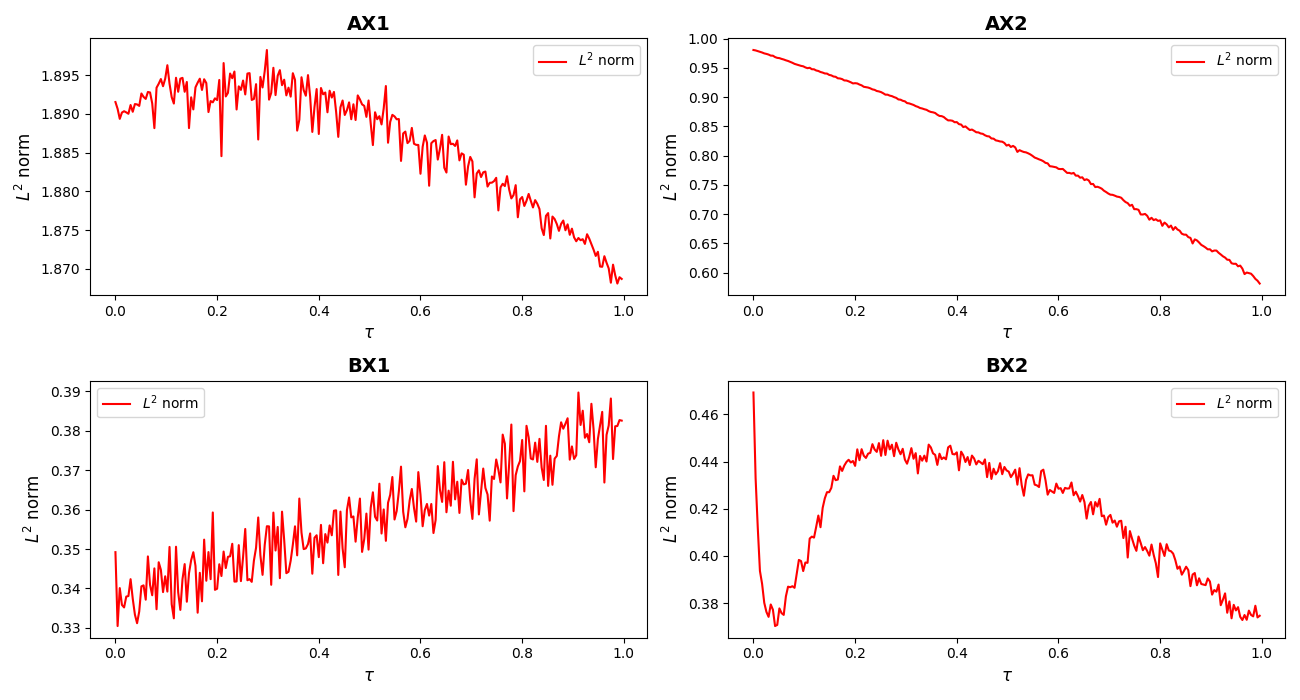 AX1
L² norm
1.895
1.890
1.885
1.880
1.875
1.870
L² norm
0.0 0.2 0.4 0.6 0.8 1.0
τ
AX2
L² norm
1.00
0.95
0.90
0.85
0.80
0.75
0.70
0.65
0.60
L² norm
0.0 0.2 0.4 0.6 0.8 1.0
τ
BX1
L² norm
0.39
0.38
0.37
0.36
0.35
0.34
0.33
L² norm
0.0 0.2 0.4 0.6 0.8 1.0
τ
BX2
L² norm
0.46
0.44
0.42
0.40
0.38
L² norm
0.0 0.2 0.4 0.6 0.8 1.0
τ